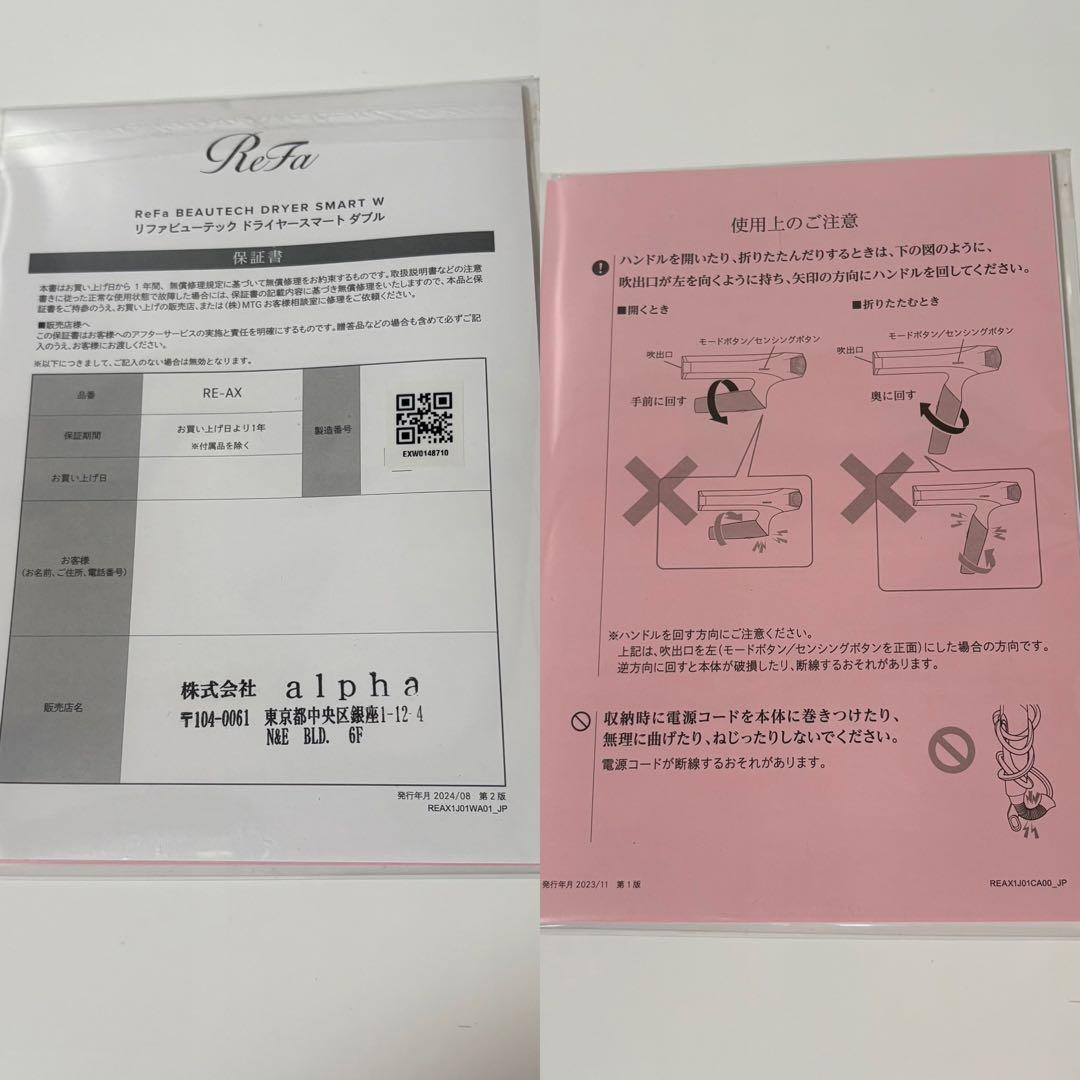 ReFa
ReFa BEAUTECH DRYER SMART W
リファビューテック ドライヤースマート ダブル
保証書
本書はお買い上げ日から 1 年間、無償修理規定に基づいて無償修理をお約束するものです。取扱説明書などの注意
書きに従った正常な使用状態で故障した場合には、保証書の記載内容に基づき無償修理をいたしますので、本品と保
証書をご持参のうえ、お買い上げの販売店、または(株)MTGお客様相談室に修理をご依頼ください。
■販売店様へ
この保証書はお客様へのアフターサービスの実施と責任を明確にするものです。贈答品などの場合も含めて必ずご記
入のうえ、お客様にお渡しください。
※以下につきまして、ご記入のない場合は無効となります。
品番
RE-AX
保証期間
お買い上げ日より1年
※付属品を除く
製造番号
EXW0148710
お買い上げ日
お客様
(お名前、ご住所、電話番号)
販売店名
株式会社 alpha
〒104-0061 東京都中央区銀座1-12-4
N&E BLD. 6F
発行年月 2024/08 第2版
REAX1J01WA01_JP
使用上のご注意
ハンドルを開いたり、折りたたんだりするときは、下の図のように、
吹出口が左を向くように持ち、矢印の方向にハンドルを回してください。
■開くとき
モードボタン/センシングボタン
吹出口
手前に回す
■折りたたむとき
モードボタン/センシングボタン
吹出口
奥に回す
※ハンドルを回す方向にご注意ください。
上記は、吹出口を左(モードボタン/センシングボタンを正面)にした場合の方向です。
逆方向に回すと本体が破損したり、断線するおそれがあります。
収納時に電源コードを本体に巻きつけたり、
無理に曲げたり、ねじったりしないでください。
電源コードが断線するおそれがあります。
発行年月 2023/11 第1版
REAX1J01CA00_JP